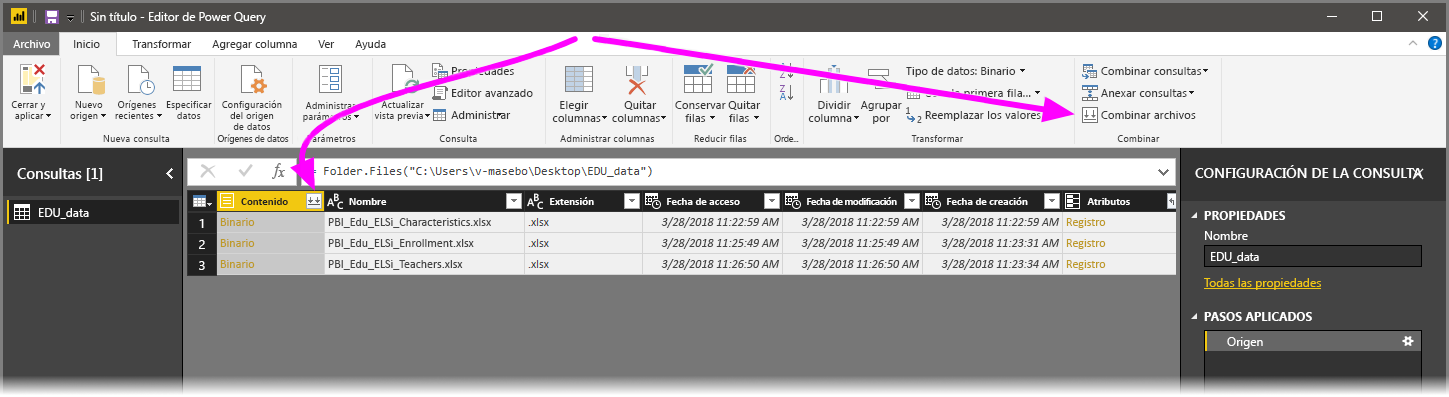 Sin título - Editor de Power Query
Archivo Inicio Transformar Agregar columna Ver Ayuda
Cerrar y aplicar
Nuevo origen
Orígenes recientes
Especificar datos
Nueva consulta
Configuración del origen de datos
Orígenes de datos
Administrar parámetros
Parámetros
Actualizar vista previa
Propiedades
Editor avanzado
Administrar
Consulta
Elegir columnas
Quitar columnas
Administrar columnas
Conservar filas
Quitar filas
Reducir filas
Orde...
Dividir columna
Agrupar por
Tipo de datos: Binario
primera fila...
Reemplazar los valores
Transformar
Combinar consultas
Anexar consultas
Combinar archivos
Combinar
Consultas [1]
EDU_data
fx
= Folder.Files("C:\Users\v-masebo\Desktop\EDU_data")
Contenido Nombre Extensión Fecha de acceso Fecha de modificación Fecha de creación Atributos
1 Binario PBI_Edu_ELSi_Characteristics.xlsx .xlsx 3/28/2018 11:22:59 AM 3/28/2018 11:22:59 AM 3/28/2018 11:22:59 AM Registro
2 Binario PBI_Edu_ELSi_Enrollment.xlsx .xlsx 3/28/2018 11:25:49 AM 3/28/2018 11:25:49 AM 3/28/2018 11:23:31 AM Registro
3 Binario PBI_Edu_ELSi_Teachers.xlsx .xlsx 3/28/2018 11:26:50 AM 3/28/2018 11:26:50 AM 3/28/2018 11:23:34 AM Registro
CONFIGURACIÓN DE LA CONSULTA
PROPIEDADES
Nombre
EDU_data
Todas las propiedades
PASOS APLICADOS
Origen